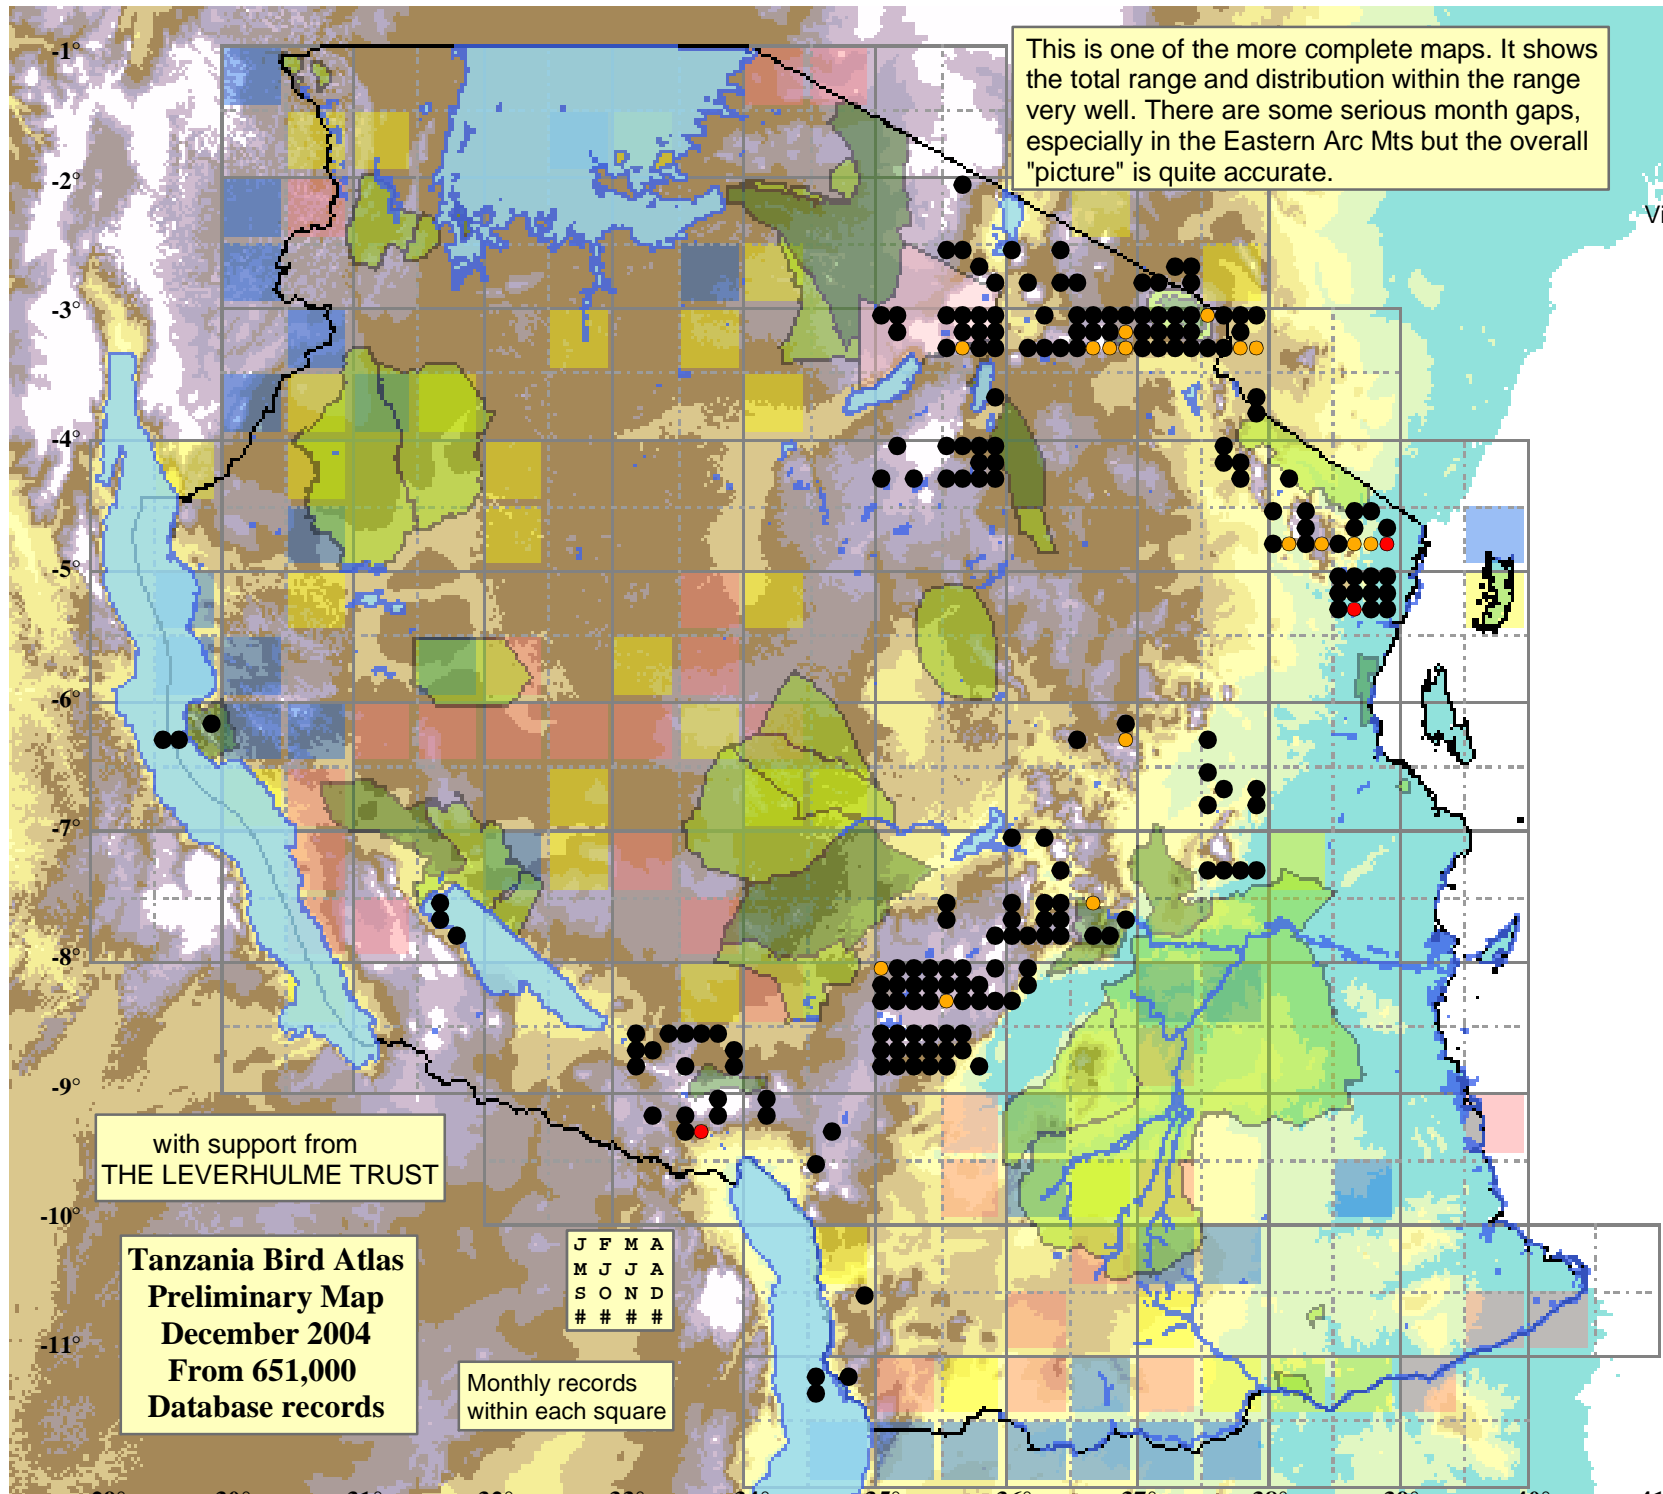 This is one of the more complete maps. It shows
the total range and distribution within the range
very well. There are some serious month gaps,
especially in the Eastern Arc Mts but the overall
"picture" is quite accurate.
Vi
-1°
-2°
-3°
-4°
-5°
-6°
-7°
-8°
-9°
-10°
-11°
with support from
THE LEVERHULME TRUST
Tanzania Bird Atlas
Preliminary Map
December 2004
From 651,000
Database records
J F M A
M J J A
S O N D
# # # #
Monthly records
within each square